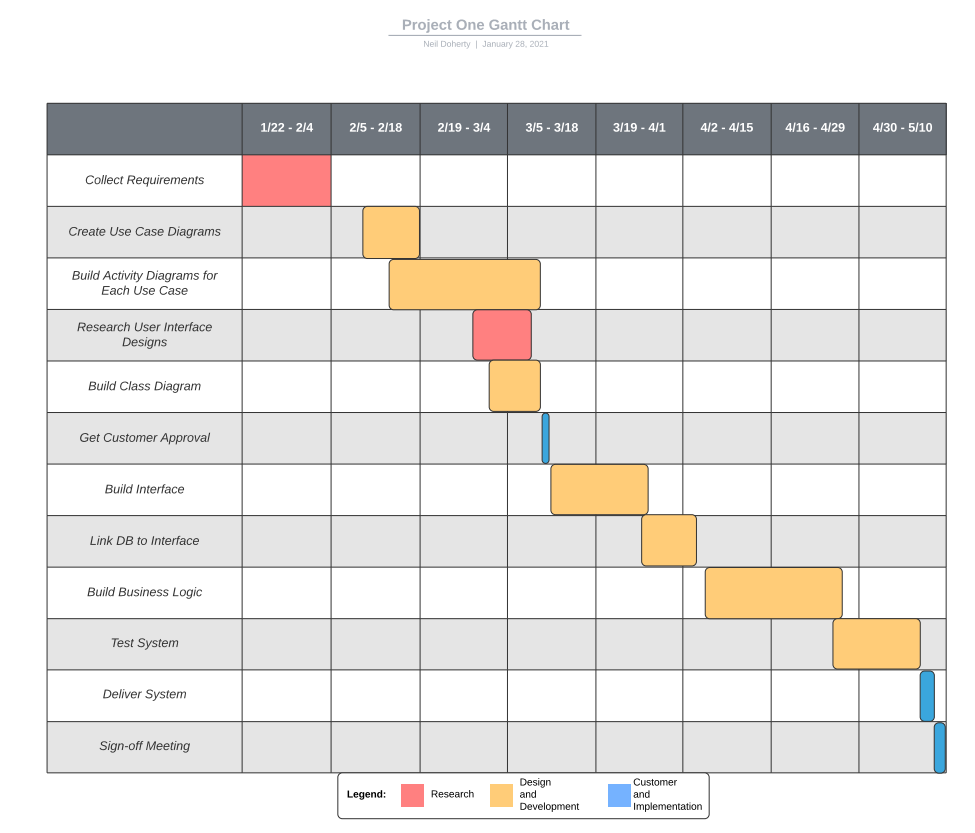 Project One Gantt Chart
Neil Doherty | January 28, 2021
1/22 - 2/4
2/5 - 2/18
2/19 - 3/4
3/5 - 3/18
3/19 - 4/1
4/2 - 4/15
4/16 - 4/29
4/30 - 5/10
Collect Requirements
Create Use Case Diagrams
Build Activity Diagrams for
Each Use Case
Research User Interface
Designs
Build Class Diagram
Get Customer Approval
Build Interface
Link DB to Interface
Build Business Logic
Test System
Deliver System
Sign-off Meeting
Legend:
Research
Design
and
Development
Customer
and
Implementation